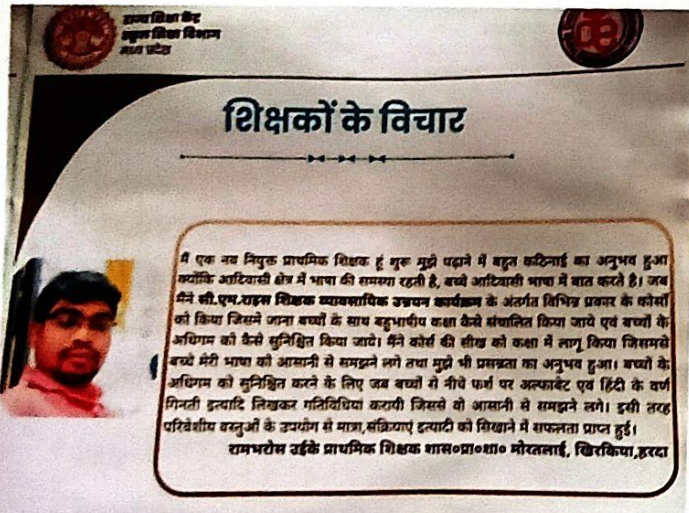 राज्य शिक्षा केंद्र
स्कूल शिक्षा विभाग
मध्य प्रदेश
शिक्षकों के विचार
मैं एक नव नियुक्त प्राथमिक शिक्षक हूं शुरू मुझे पढ़ाने में बहुत कठिनाई का अनुभव हुआ
क्योंकि आदिवासी क्षेत्र में भाषा की समस्या रहती है, बच्चे आदिवासी भाषा में बात करते है। जब
मैंने सी.एम.राइस शिक्षक व्यावसायिक उन्नयन कार्यक्रम के अंतर्गत विभिन्न प्रकार के कोर्सों
को किया जिसमे जाना बच्चों के साथ बहुभाषीय कक्षा कैसे संचालित किया जाये एवं बच्चों के
अधिगम को कैसे सुनिश्चित किया जाये। मैंने कोर्स की सीख को कक्षा में लागू किया जिसमसे
बच्चे मेरी भाषा को आसानी से समझने लगे तथा मुझे भी प्रसन्नता का अनुभव हुआ। बच्चों के
अधिगम को सुनिश्चित करने के लिए जब बच्चों से नीचे फर्श पर अल्फाबेट एवं हिंदी के वर्ण
गिनती इत्यादि लिखकर गतिविधियां करायी जिससे वो आसानी से समझने लगे। इसी तरह
परिवेशीय वस्तुओं के उपयोग से मात्रा,संक्रियाएं इत्यादी को सिखाने में सफलता प्राप्त हुई।
रामभरोस उईके प्राथमिक शिक्षक शास०प्रा०शा० मोरतलाई, खिरकिया,हरदा